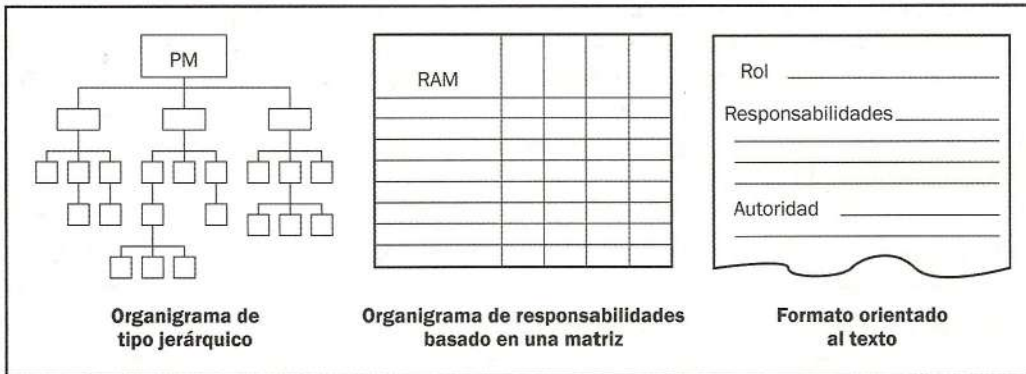 PM
RAM
Rol
Responsabilidades
Autoridad
Organigrama de
tipo jerárquico
Organigrama de responsabilidades
basado en una matriz
Formato orientado
al texto